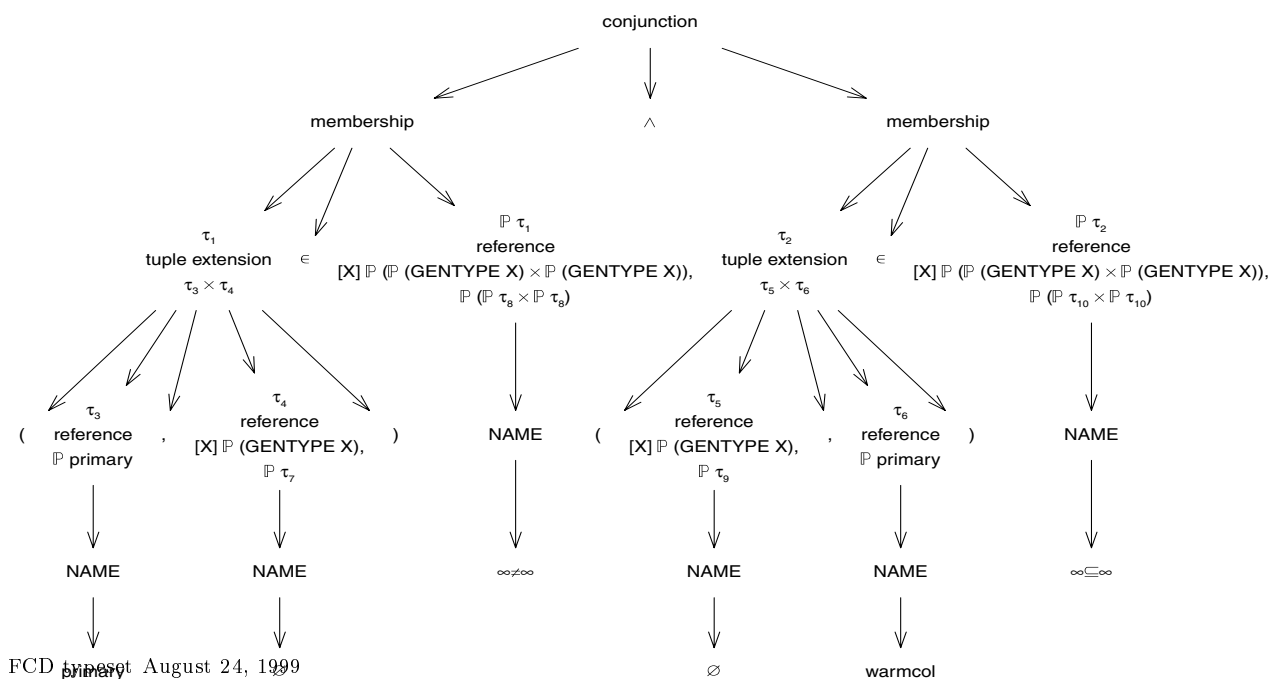 conjunction
membership ∧ membership
ℙ τ₁ ℙ τ₂
τ₁ reference τ₂ reference
tuple extension ∈ [X] ℙ (ℙ (GENTYPE X) × ℙ (GENTYPE X)), tuple extension ∈ [X] ℙ (ℙ (GENTYPE X) × ℙ (GENTYPE X)),
τ₃ × τ₄ ℙ (ℙ τ₈ × ℙ τ₈) τ₅ × τ₆ ℙ (ℙ τ₁₀ × ℙ τ₁₀)
τ₃ τ₄ τ₅ τ₆
reference reference
( reference , [X] ℙ (GENTYPE X), ) NAME ( [X] ℙ (GENTYPE X), , reference ) NAME
ℙ primary ℙ τ₇ ℙ τ₉ ℙ primary
NAME NAME ∞≠∞ NAME NAME ∞⊆∞
primary ∅ ∅ warmcol
FCD typeset August 24, 1999